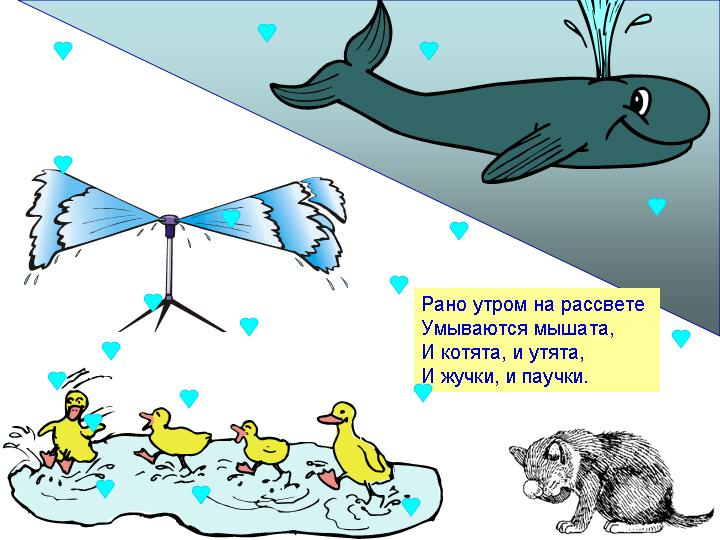 Рано утром на рассвете
Умываются мышата,
И котята, и утята,
И жучки, и паучки.